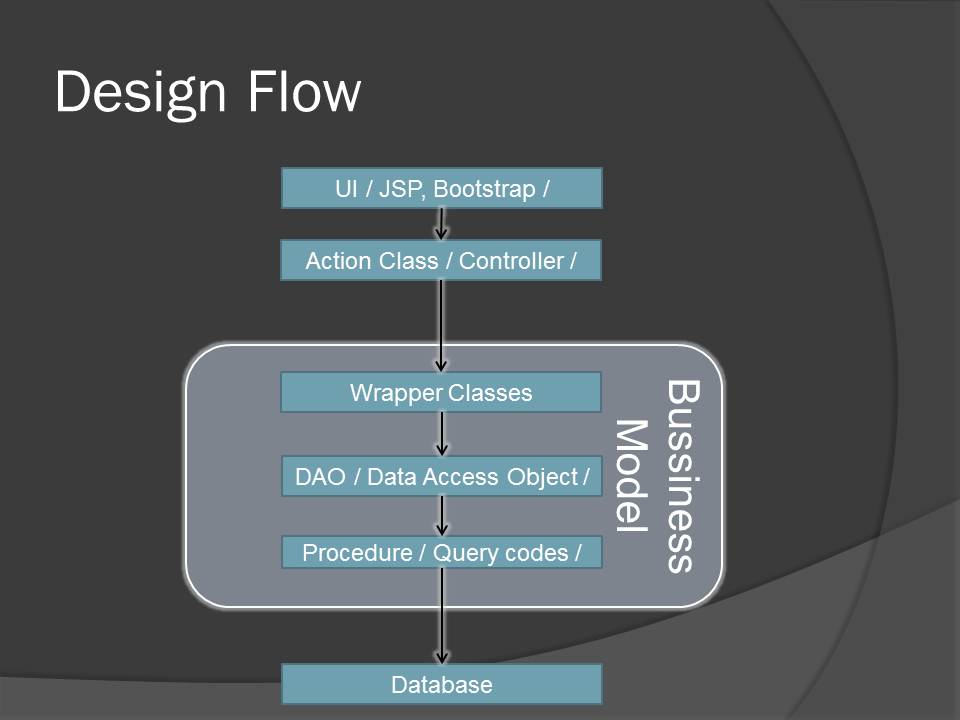 Design Flow
UI / JSP, Bootstrap /
Action Class / Controller /
Wrapper Classes
DAO / Data Access Object /
Procedure / Query codes /
Bussiness
Model
Database